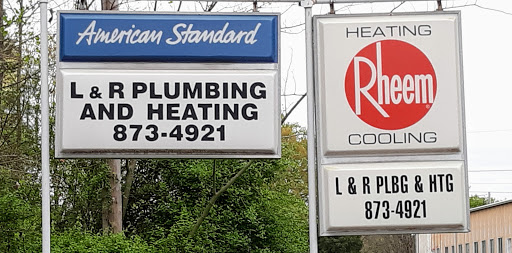 American Standard
L & R PLUMBING
AND HEATING
873-4921
HEATING
Rheem
COOLING
L & R PLBG & HTG
873-4921